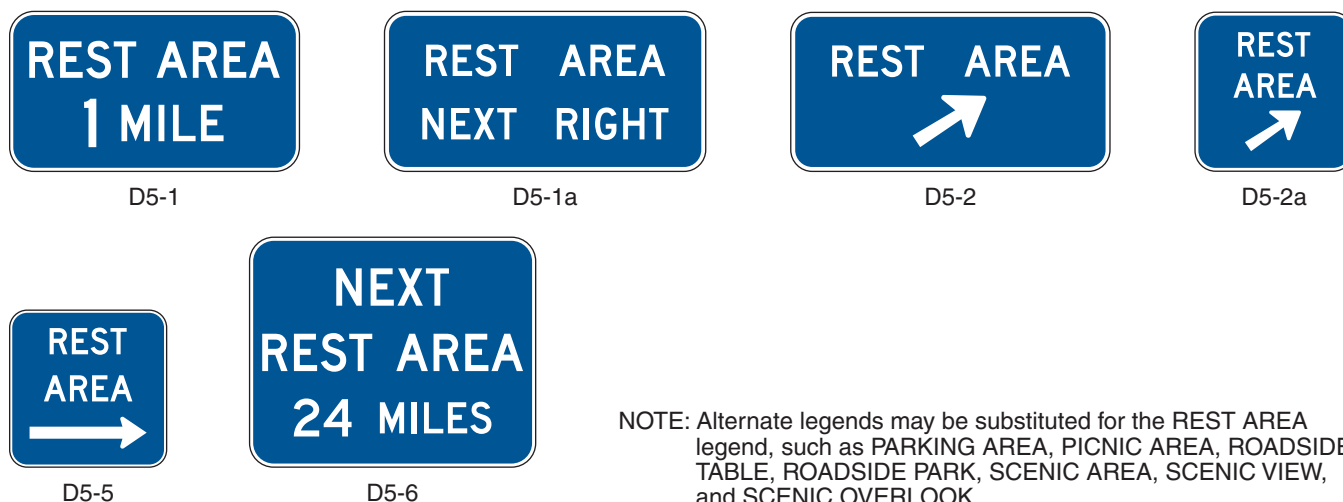 REST AREA
1 MILE
D5-1
REST AREA
NEXT RIGHT
D5-1a
REST AREA
D5-2
REST
AREA
D5-2a
REST
AREA
D5-5
NEXT
REST AREA
24 MILES
D5-6
NOTE: Alternate legends may be substituted for the REST AREA
legend, such as PARKING AREA, PICNIC AREA, ROADSIDE
TABLE, ROADSIDE PARK, SCENIC AREA, SCENIC VIEW,
and SCENIC OVERLOOK